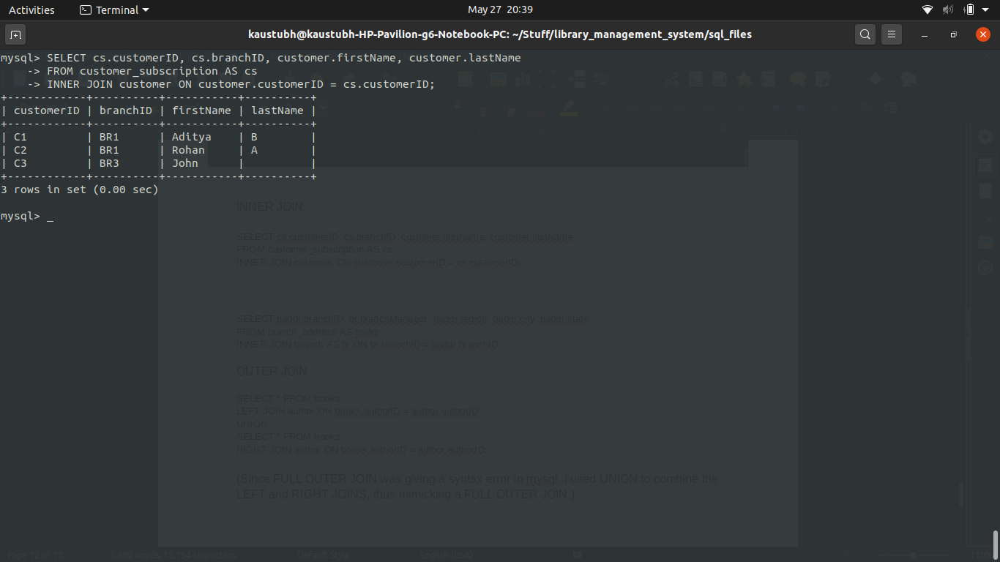 Activities Terminal May 27 20:39
kaustubh@kaustubh-HP-Pavilion-g6-Notebook-PC: ~/Stuff/library_management_system/sql_files
mysql> SELECT cs.customerID, cs.branchID, customer.firstName, customer.lastName
    -> FROM customer_subscription AS cs
    -> INNER JOIN customer ON customer.customerID = cs.customerID;
+------------+----------+-----------+----------+
| customerID | branchID | firstName | lastName |
+------------+----------+-----------+----------+
| C1         | BR1      | Aditya    | B        |
| C2         | BR1      | Rohan     | A        |
| C3         | BR3      | John      |          |
+------------+----------+-----------+----------+
3 rows in set (0.00 sec)
INNER JOIN
mysql> _
SELECT cs.customerID, cs.branchID, customer.firstName, customer.lastName
FROM customer_subscription AS cs
INNER JOIN customer ON customer.customerID = cs.customerID;
SELECT baddr.branchID, br.branchManager, baddr.region, baddr.city, baddr.state
FROM branch_address AS baddr
INNER JOIN branch AS br ON br.branchID = baddr.branchID
OUTER JOIN
SELECT * FROM books
LEFT JOIN author ON books.authorID = author.authorID
UNION
SELECT * FROM books
RIGHT JOIN author ON books.authorID = author.authorID
(Since FULL OUTER JOIN was giving a syntax error in mysql, I used UNION to combine the
LEFT and RIGHT JOINS, thus mimicking a FULL OUTER JOIN.)
Default Style English (USA)